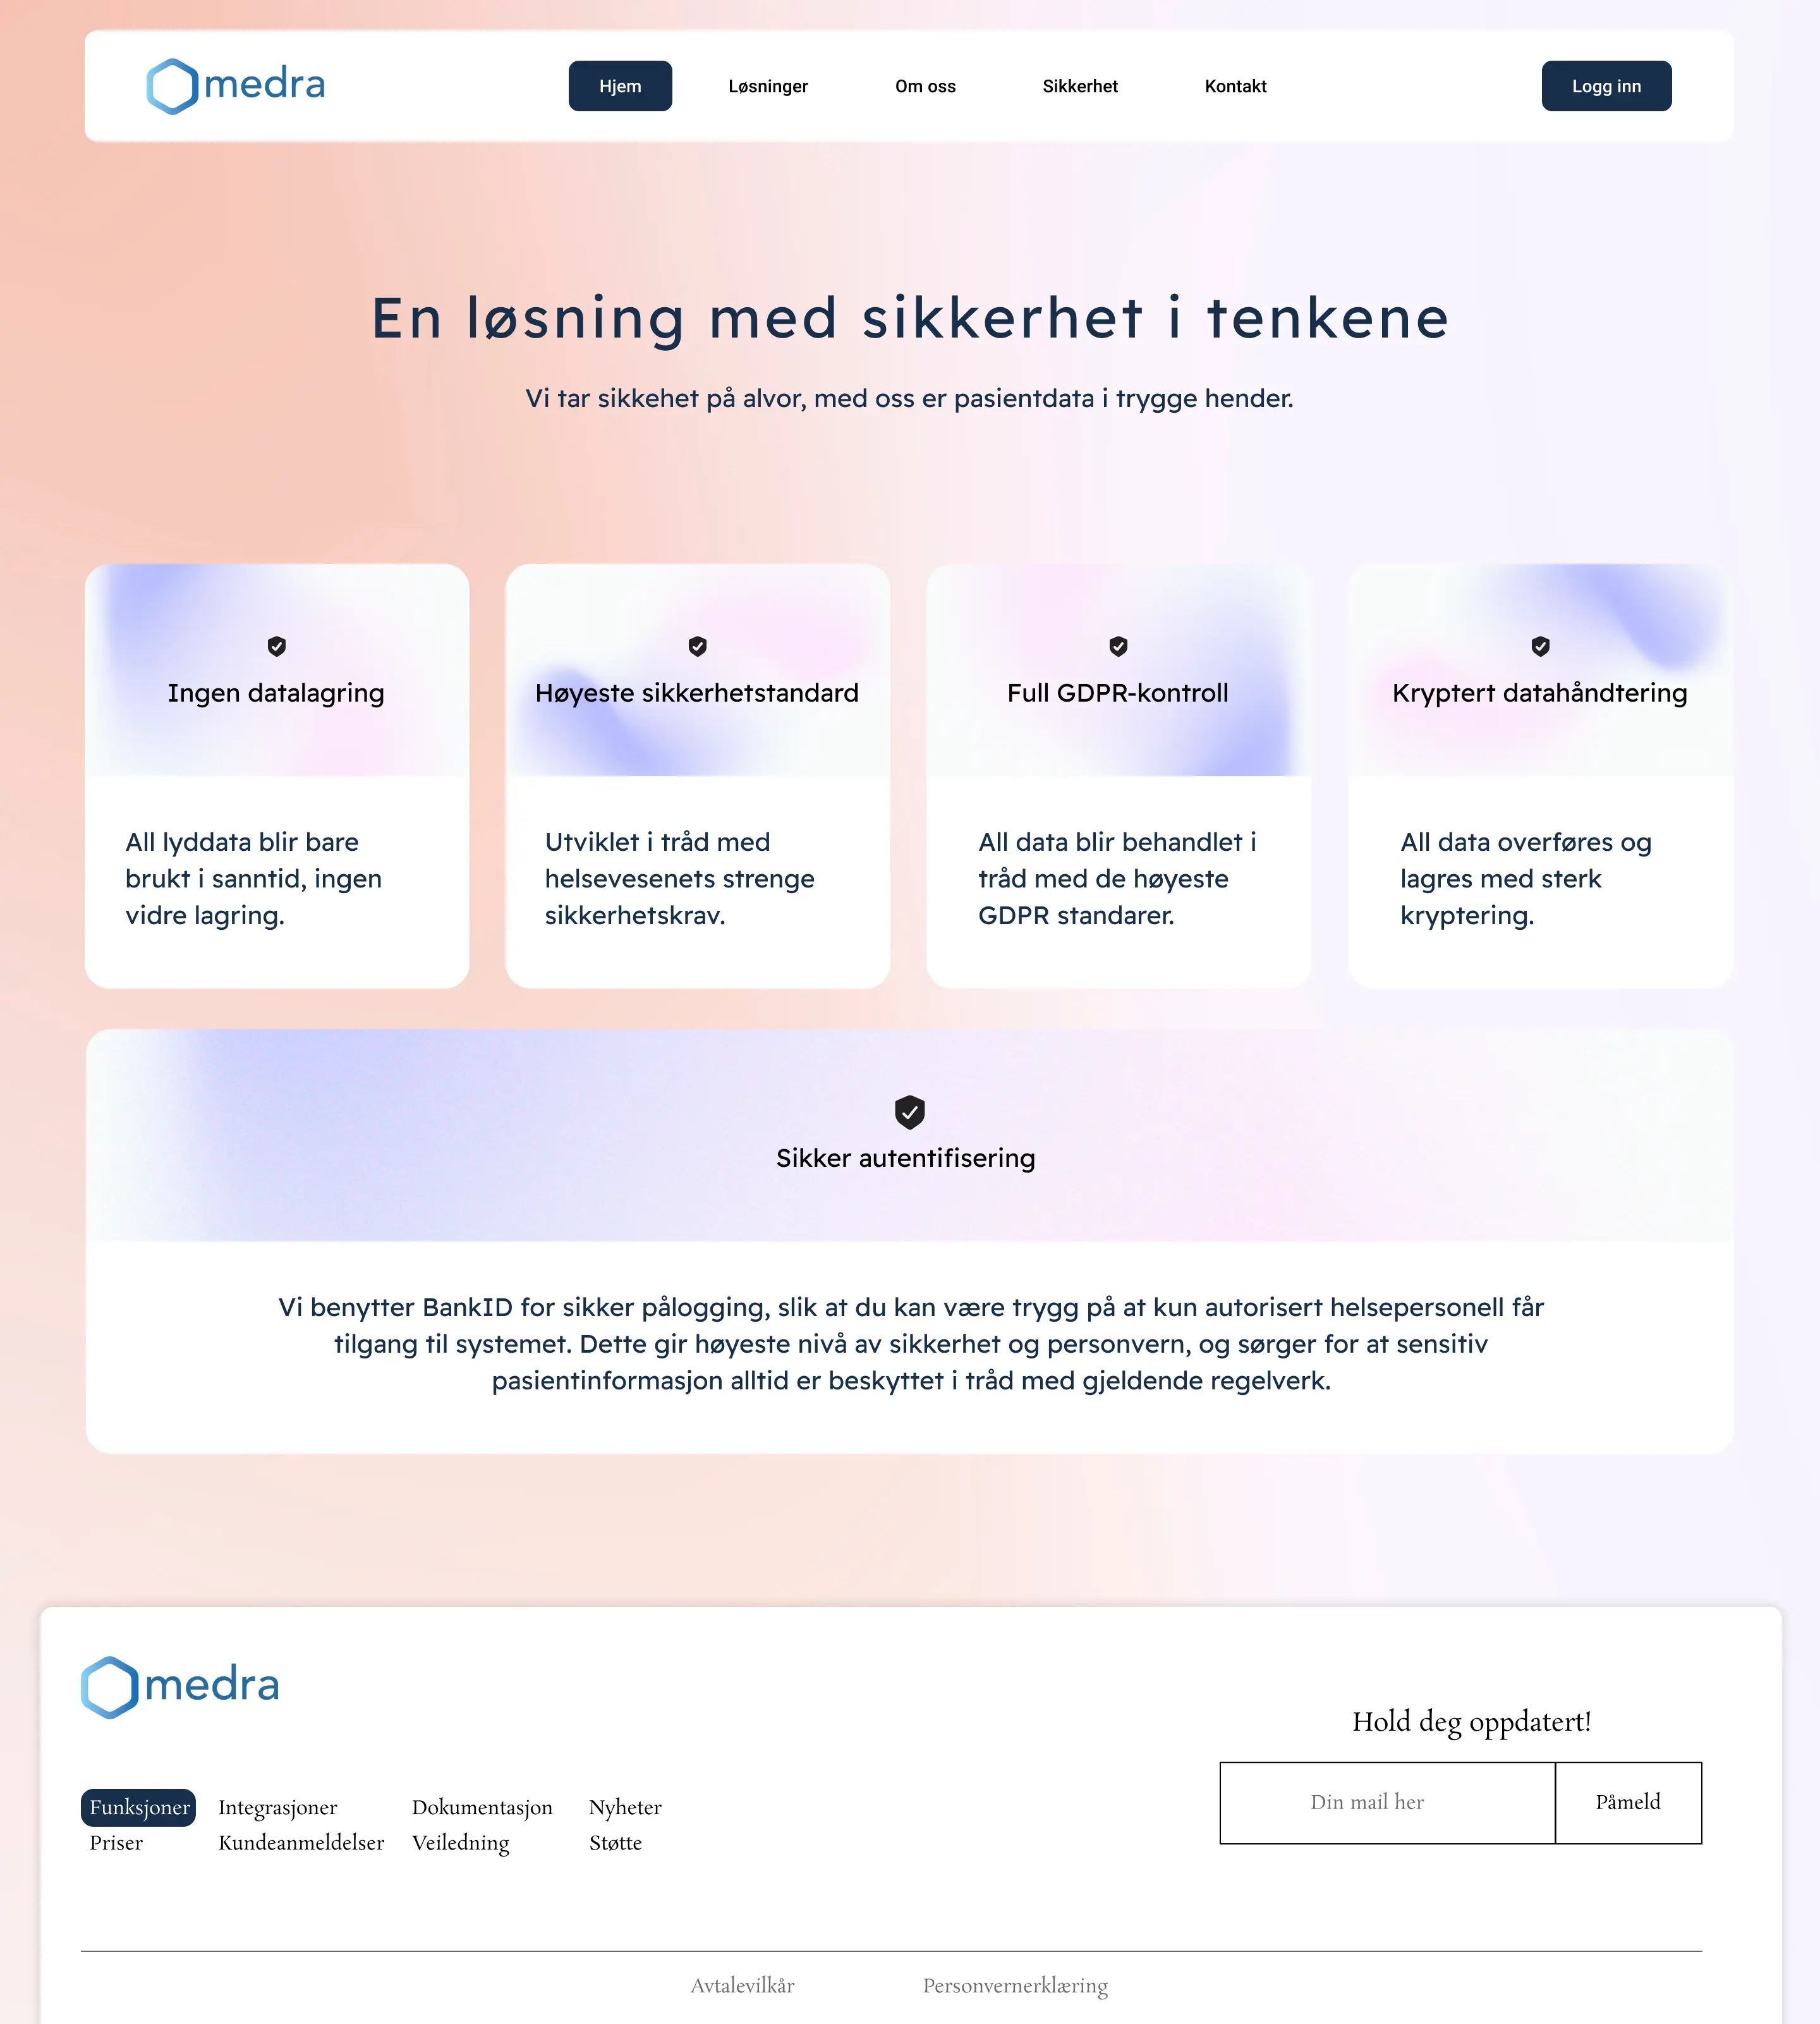 medra
Hjem
Løsninger
Om oss
Sikkerhet
Kontakt
Logg inn
En løsning med sikkerhet i tenkene
Vi tar sikkehet på alvor, med oss er pasientdata i trygge hender.
Ingen datalagring
All lyddata blir bare
brukt i sanntid, ingen
vidre lagring.
Høyeste sikkerhetstandard
Utviklet i tråd med
helsevesenets strenge
sikkerhetskrav.
Full GDPR-kontroll
All data blir behandlet i
tråd med de høyeste
GDPR standarer.
Kryptert datahåndtering
All data overføres og
lagres med sterk
kryptering.
Sikker autentifisering
Vi benytter BankID for sikker pålogging, slik at du kan være trygg på at kun autorisert helsepersonell får
tilgang til systemet. Dette gir høyeste nivå av sikkerhet og personvern, og sørger for at sensitiv
pasientinformasjon alltid er beskyttet i tråd med gjeldende regelverk.
medra
Funksjoner
Priser
Integrasjoner
Kundeanmeldelser
Dokumentasjon
Veiledning
Nyheter
Støtte
Hold deg oppdatert!
Din mail her
Påmeld
Avtalevilkår
Personvernerklæring